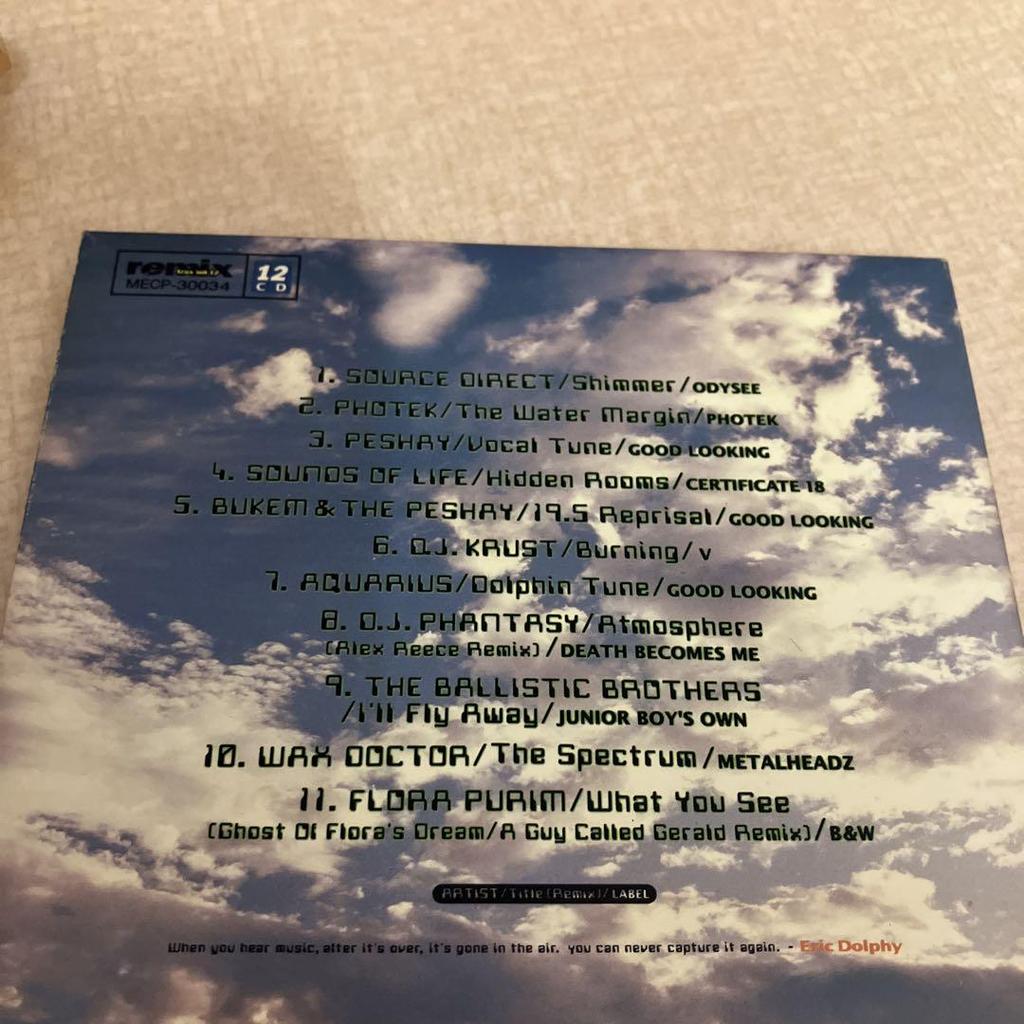 remix
MECP-30034
12
CD
1. SOURCE DIRECT/Shimmer/ODYSEE
2. PHOTEK/The Water Margin/PHOTEK
3. PESHAY/Vocal Tune/GOOD LOOKING
4. SOUNDS OF LIFE/Hidden Rooms/CERTIFICATE 18
5. BUKEM & THE PESHAY/19.5 Reprisal/GOOD LOOKING
6. D.J. KRUST/Burning/V
7. AQUARIUS/Dolphin Tune/GOOD LOOKING
8. D.J. PHANTASY/Atmosphere
(Alex Reece Remix)/DEATH BECOMES ME
9. THE BALLISTIC BROTHERS
/I'll Fly Away/JUNIOR BOY'S OWN
10. WAX DOCTOR/The Spectrum/METALHEADZ
11. FLORA PURIM/What You See
(Ghost Of Flora's Dream/A Guy Called Gerald Remix)/B&W
ARTIST/Title(Remix)/LABEL
When you hear music, after it's over, it's gone in the air. you can never capture it again. - Eric Dolphy